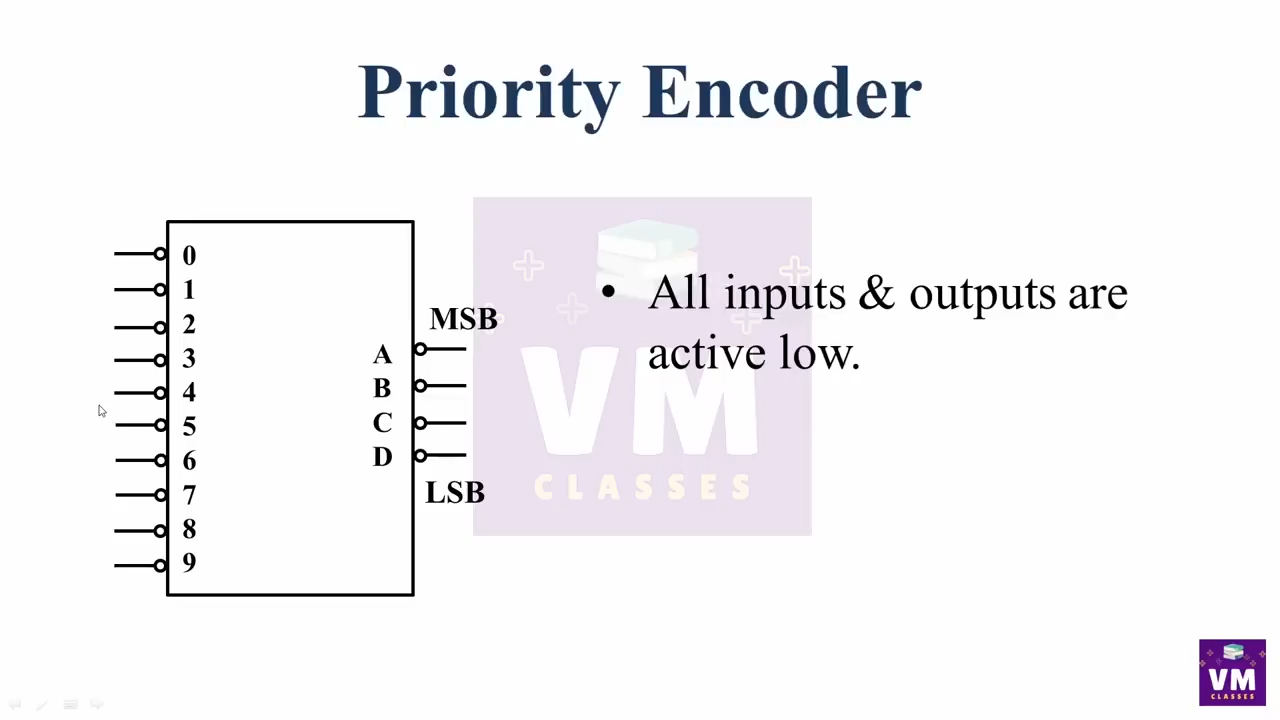 Priority Encoder
0
1
2
3
4
5
6
7
8
9
MSB
A
B
C
D
LSB
• All inputs & outputs are
active low.
VM
CLASSES
VM
CLASSES